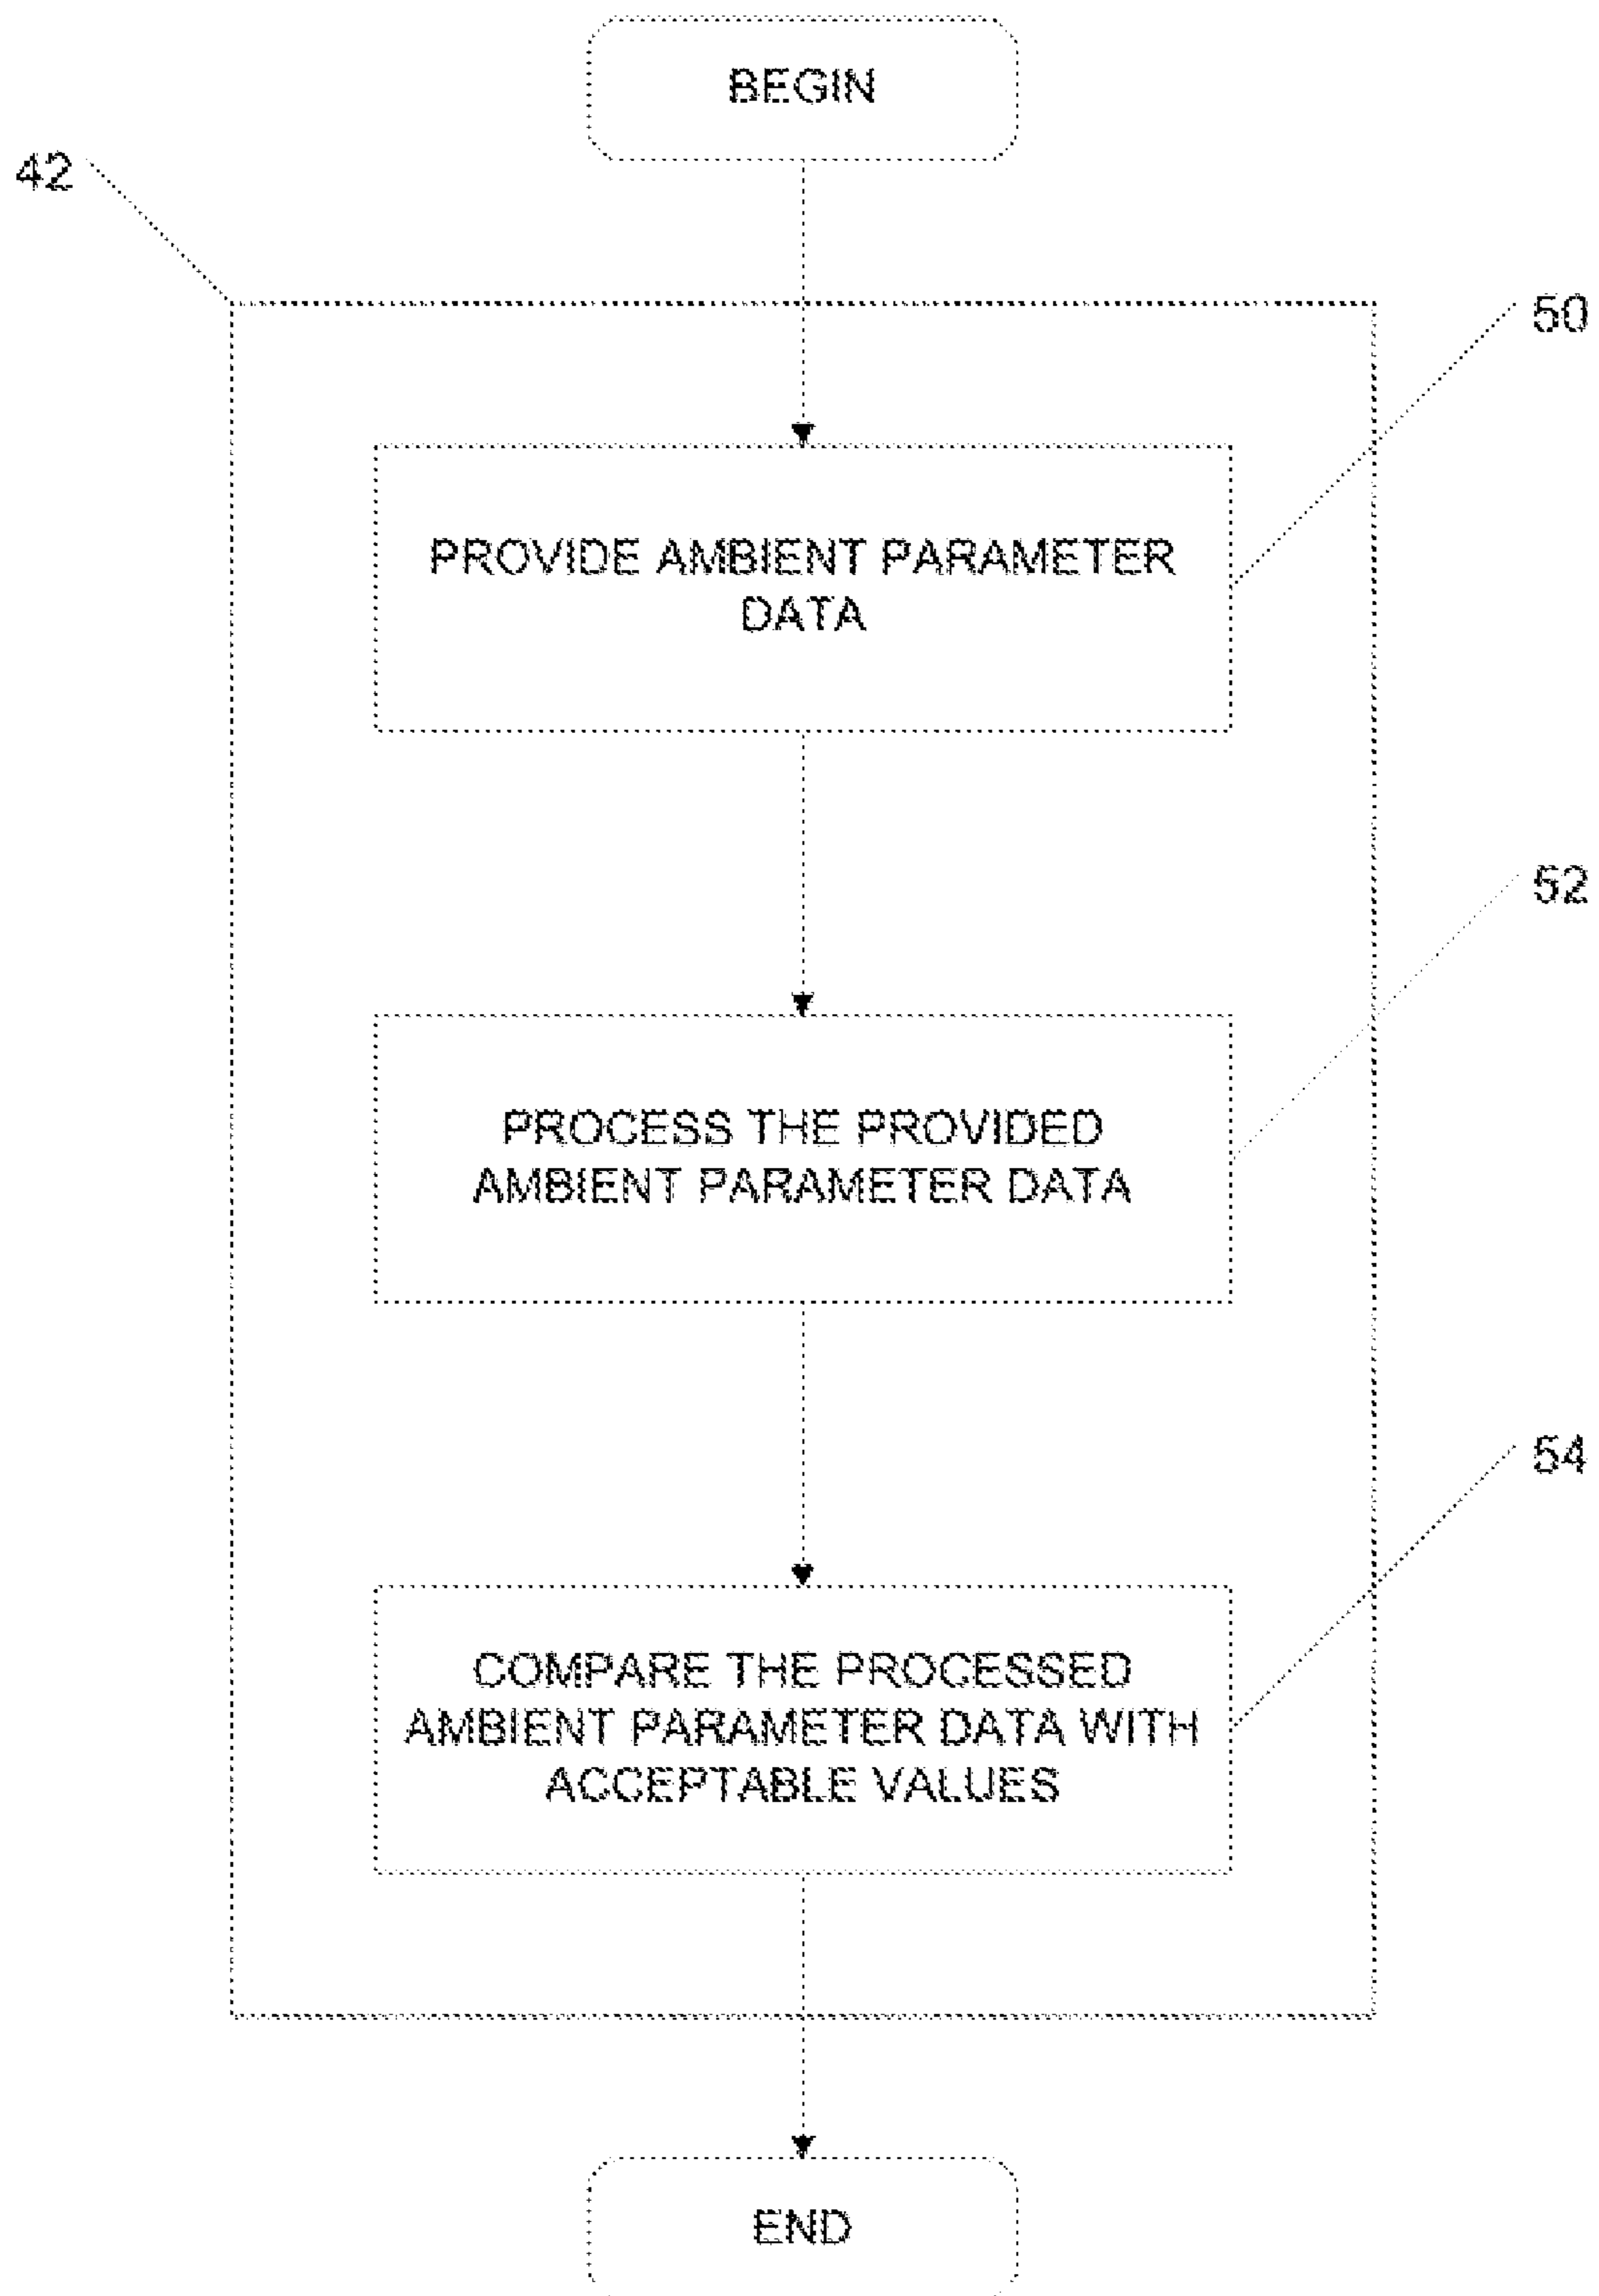 BEGIN
42
50
PROVIDE AMBIENT PARAMETER
DATA
52
PROCESS THE PROVIDED
AMBIENT PARAMETER DATA
54
COMPARE THE PROCESSED
AMBIENT PARAMETER DATA WITH
ACCEPTABLE VALUES
END